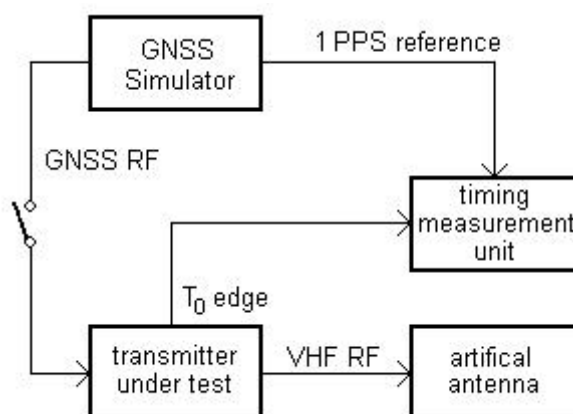 GNSS
Simulator
1 PPS reference
GNSS RF
timing
measurement
unit
T0 edge
transmitter
under test
VHF RF
artifical
antenna